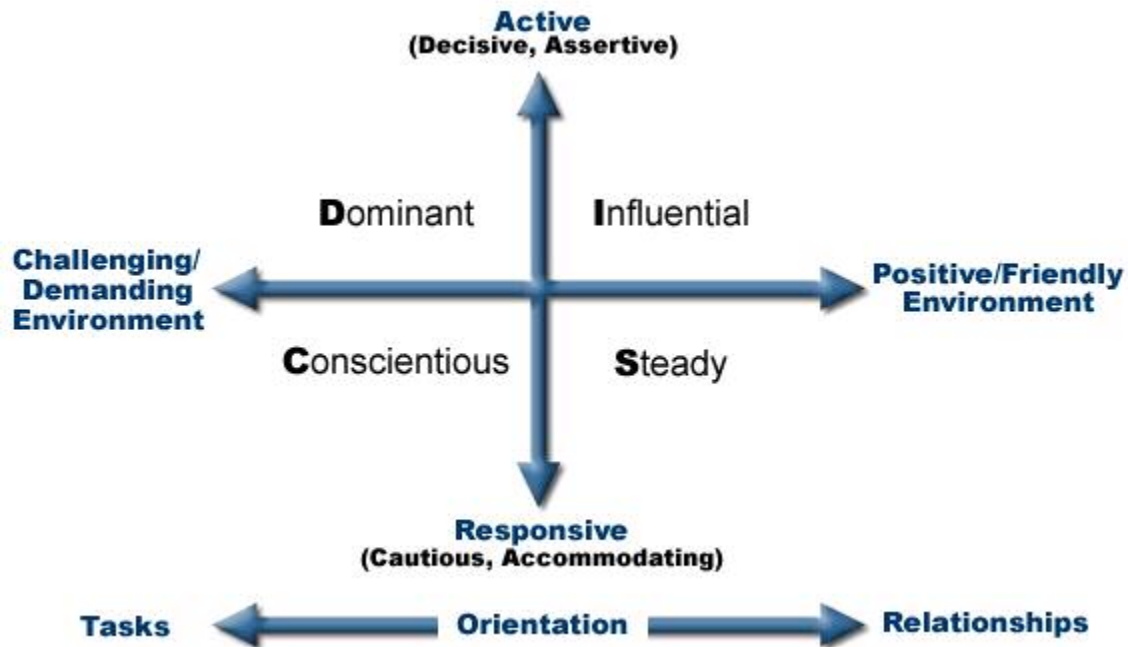 Active
(Decisive, Assertive)
Dominant
Influential
Challenging/
Demanding
Environment
Positive/Friendly
Environment
Conscientious
Steady
Responsive
(Cautious, Accommodating)
Tasks
Orientation
Relationships